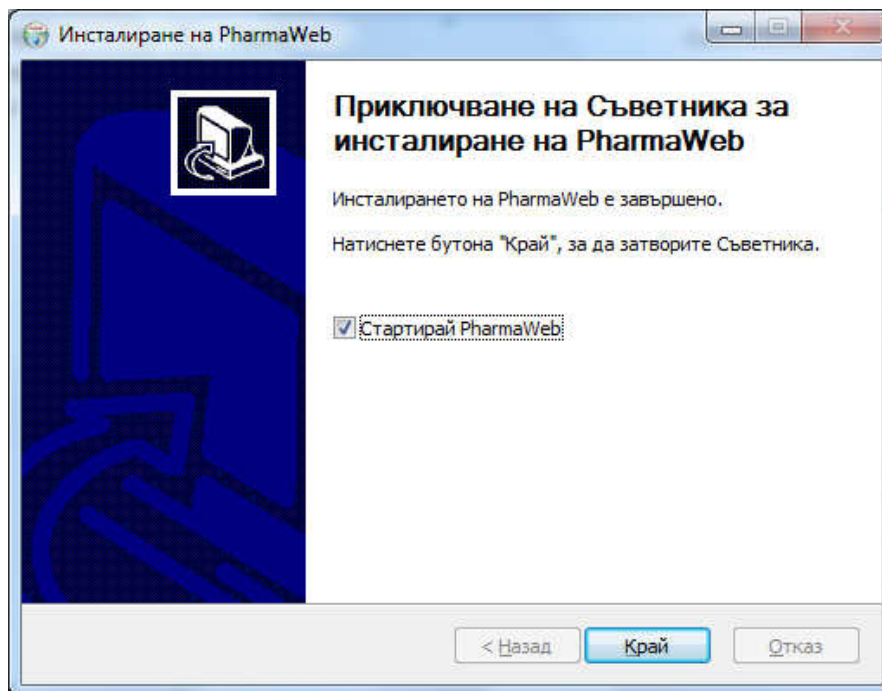 Инсталиране на PharmaWeb
Приключване на Съветника за
инсталиране на PharmaWeb
Инсталирането на PharmaWeb е завършено.
Натиснете бутона "Край", за да затворите Съветника.
Стартирай PharmaWeb
< Назад
Край
Отказ